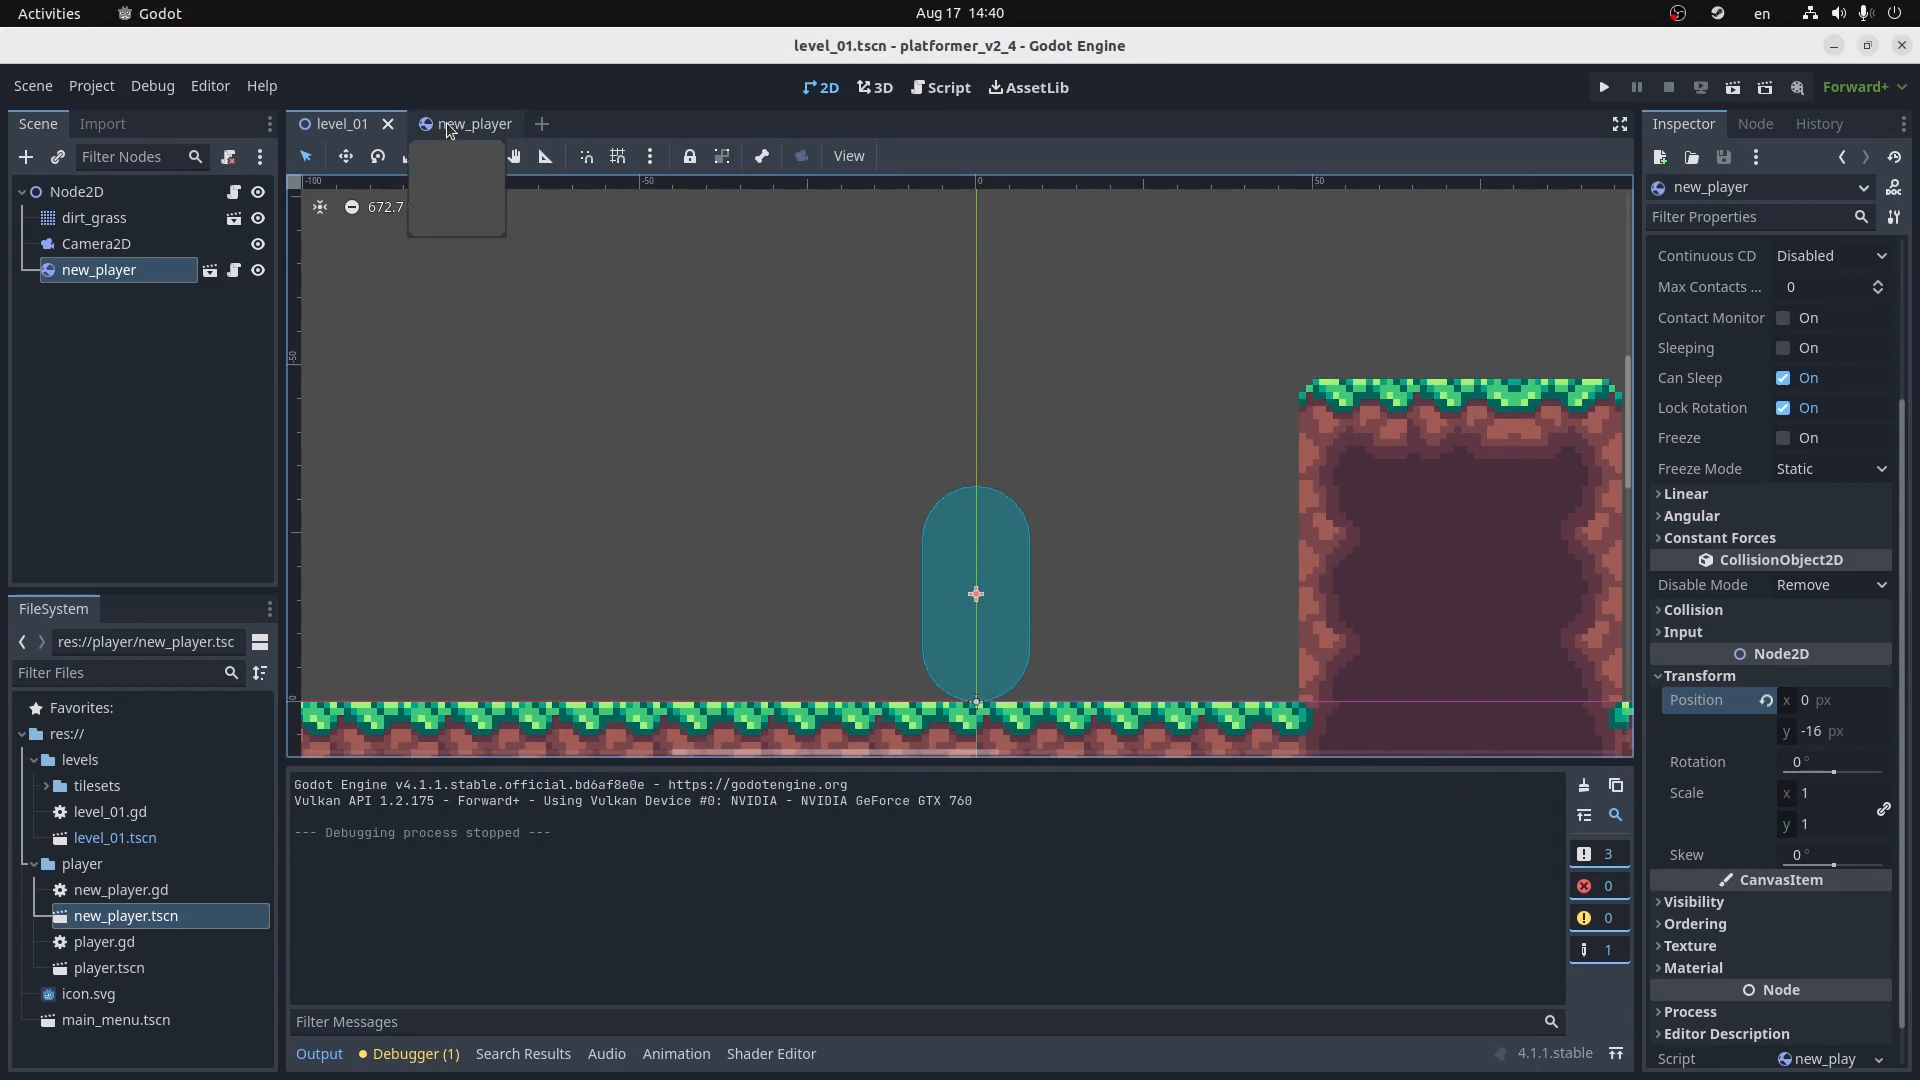 Activities
Godot
Aug 17 14:40
en
level_01.tscn - platformer_v2_4 - Godot Engine
Scene Project Debug Editor Help
2D 3D Script AssetLib
Forward+
Scene Import
Filter Nodes
Node2D
dirt_grass
Camera2D
new_player
FileSystem
res://player/new_player.tsc
Filter Files
Favorites:
res://
levels
tilesets
level_01.gd
level_01.tscn
player
new_player.gd
new_player.tscn
player.gd
player.tscn
icon.svg
main_menu.tscn
level_01
new_player
View
-100 -50 0 50
672.7
-50
0
Godot Engine v4.1.1.stable.official.bd6af8e0e - https://godotengine.org
Vulkan API 1.2.175 - Forward+ - Using Vulkan Device #0: NVIDIA - NVIDIA GeForce GTX 760
--- Debugging process stopped ---
3
0
0
1
Filter Messages
Output Debugger (1) Search Results Audio Animation Shader Editor
4.1.1.stable
Inspector Node History
new_player
Filter Properties
Continuous CD Disabled
Max Contacts ... 0
Contact Monitor On
Sleeping On
Can Sleep On
Lock Rotation On
Freeze On
Freeze Mode Static
Linear
Angular
Constant Forces
CollisionObject2D
Disable Mode Remove
Collision
Input
Node2D
Transform
Position x 0 px
y -16 px
Rotation 0 °
Scale x 1
y 1
Skew 0 °
CanvasItem
Visibility
Ordering
Texture
Material
Node
Process
Editor Description
Script new_play